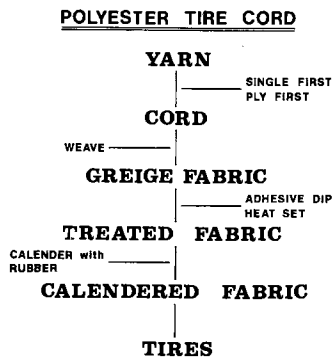 POLYESTER TIRE CORD
YARN
SINGLE FIRST
PLY FIRST
CORD
WEAVE
GREIGE FABRIC
ADHESIVE DIP
HEAT SET
TREATED FABRIC
CALENDER with
RUBBER
CALENDERED FABRIC
TIRES